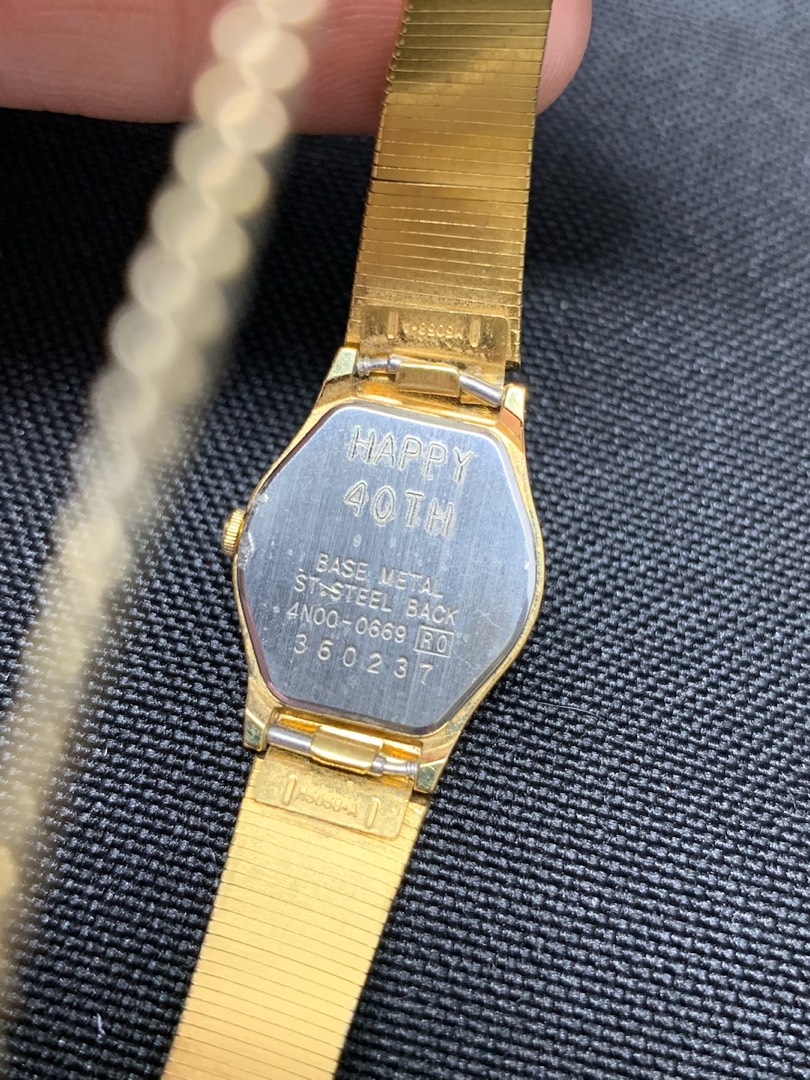 HAPPY
40TH
BASE METAL
ST. STEEL BACK
4N00-0669 R0
360237